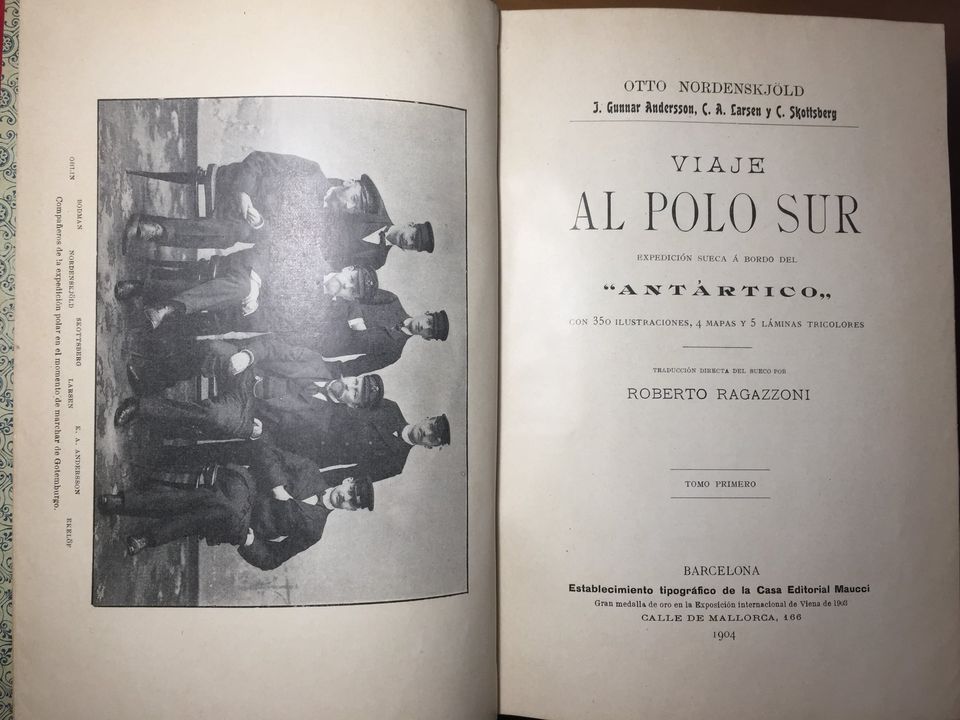 OHLIN BODMAN NORDENSKJÖLD SKOTTSBERG LARSEN K. A. ANDERSSON EKELÖF
Compañeros de la expedición polar en el momento de marchar de Gotemburgo.
OTTO NORDENSKJÖLD
J. Gunnar Andersson, C. A. Larsen y C. Skottsberg
VIAJE
AL POLO SUR
EXPEDICIÓN SUECA Á BORDO DEL
“ANTÁRTICO„
CON 350 ILUSTRACIONES, 4 MAPAS Y 5 LÁMINAS TRICOLORES
TRADUCCIÓN DIRECTA DEL SUECO POR
ROBERTO RAGAZZONI
TOMO PRIMERO
BARCELONA
Establecimiento tipográfico de la Casa Editorial Maucci
Gran medalla de oro en la Exposición internacional de Viena de 1903
CALLE DE MALLORCA, 166
1904